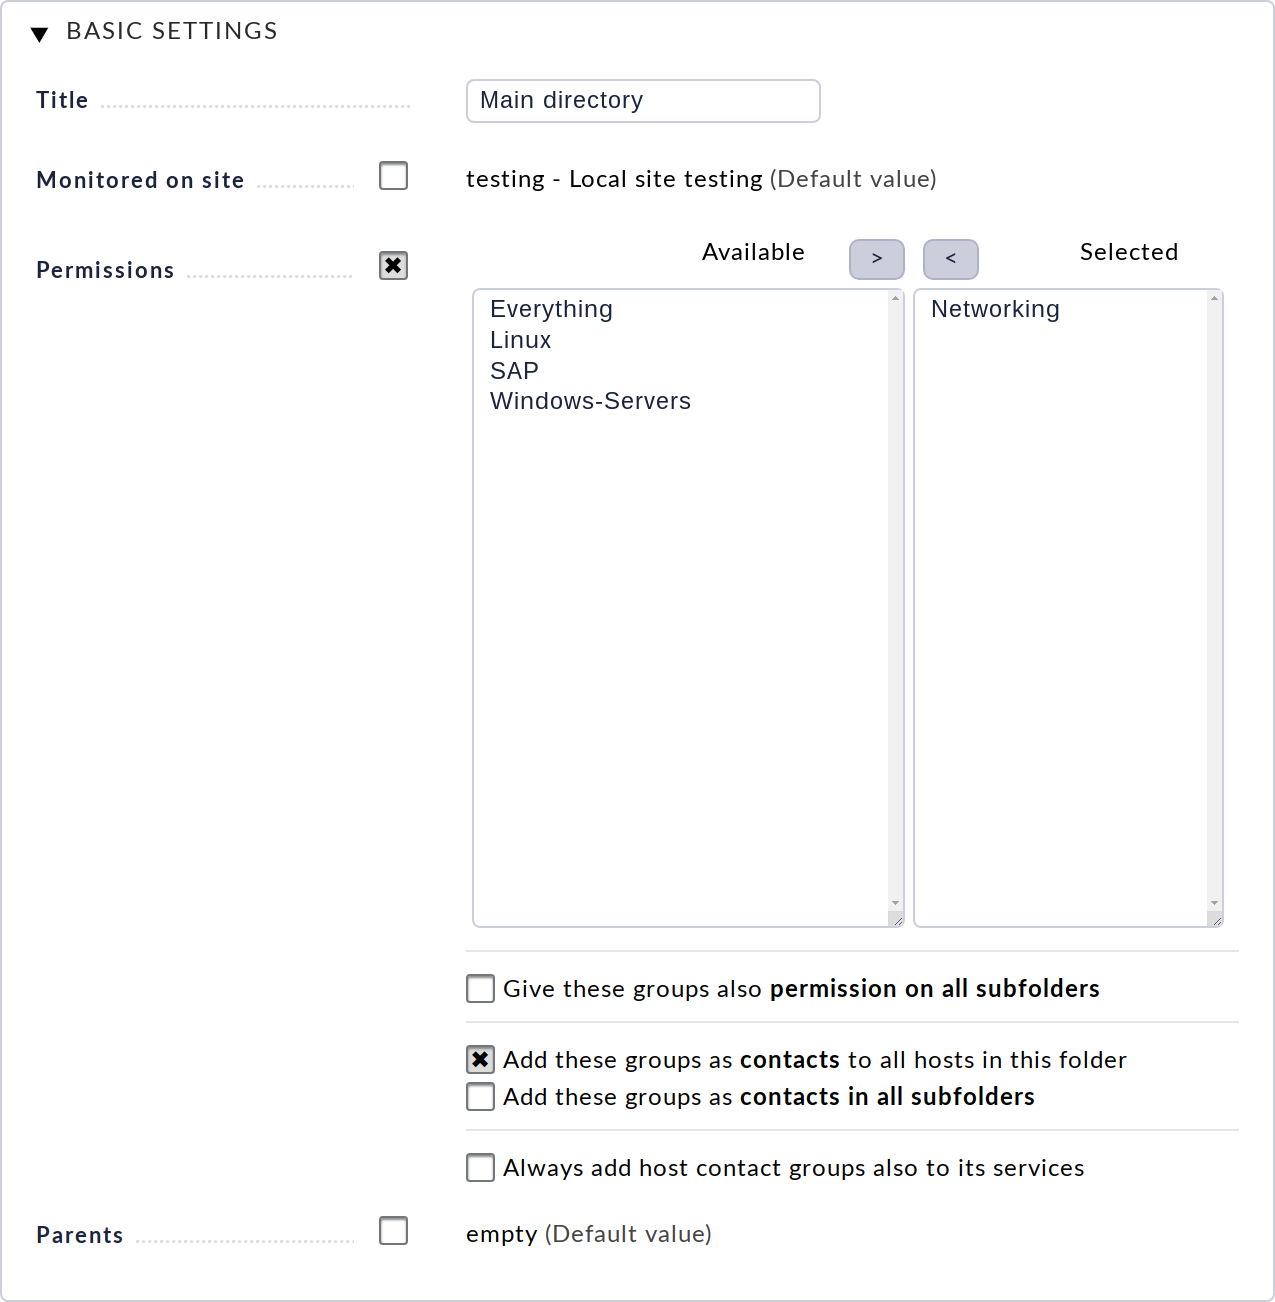 BASIC SETTINGS
Title Main directory
Monitored on site testing - Local site testing (Default value)
Permissions Available > < Selected
Everything Networking
Linux
SAP
Windows-Servers
Give these groups also permission on all subfolders
Add these groups as contacts to all hosts in this folder
Add these groups as contacts in all subfolders
Always add host contact groups also to its services
Parents empty (Default value)